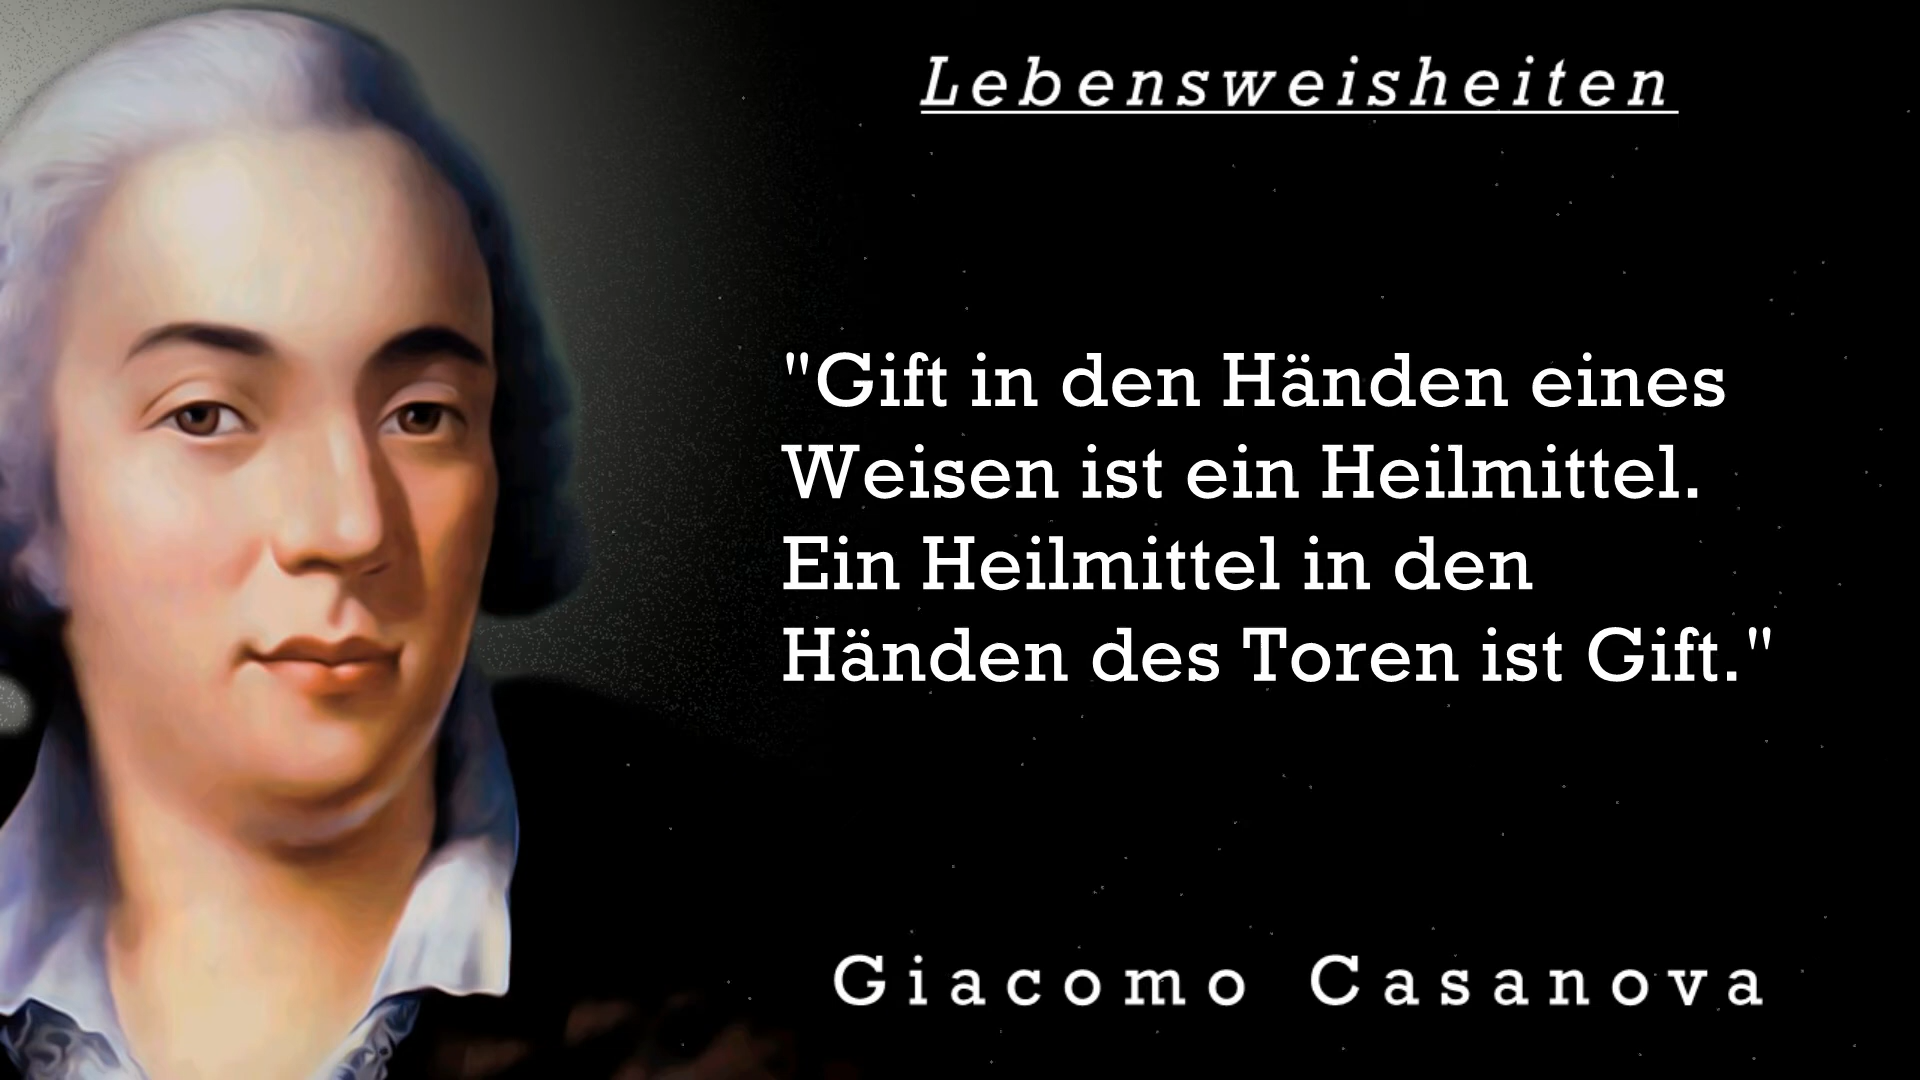 Lebensweisheiten
"Gift in den Händen eines
Weisen ist ein Heilmittel.
Ein Heilmittel in den
Händen des Toren ist Gift."
Giacomo Casanova